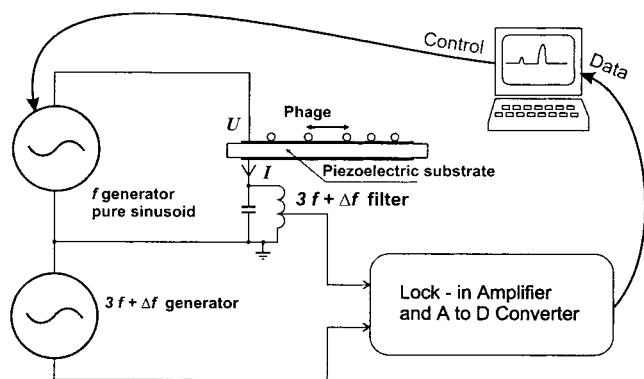 Control
Data
U
Phage
Piezoelectric substrate
I
f generator
pure sinusoid
3 f + Δf filter
3 f + Δf generator
Lock - in Amplifier
and A to D Converter